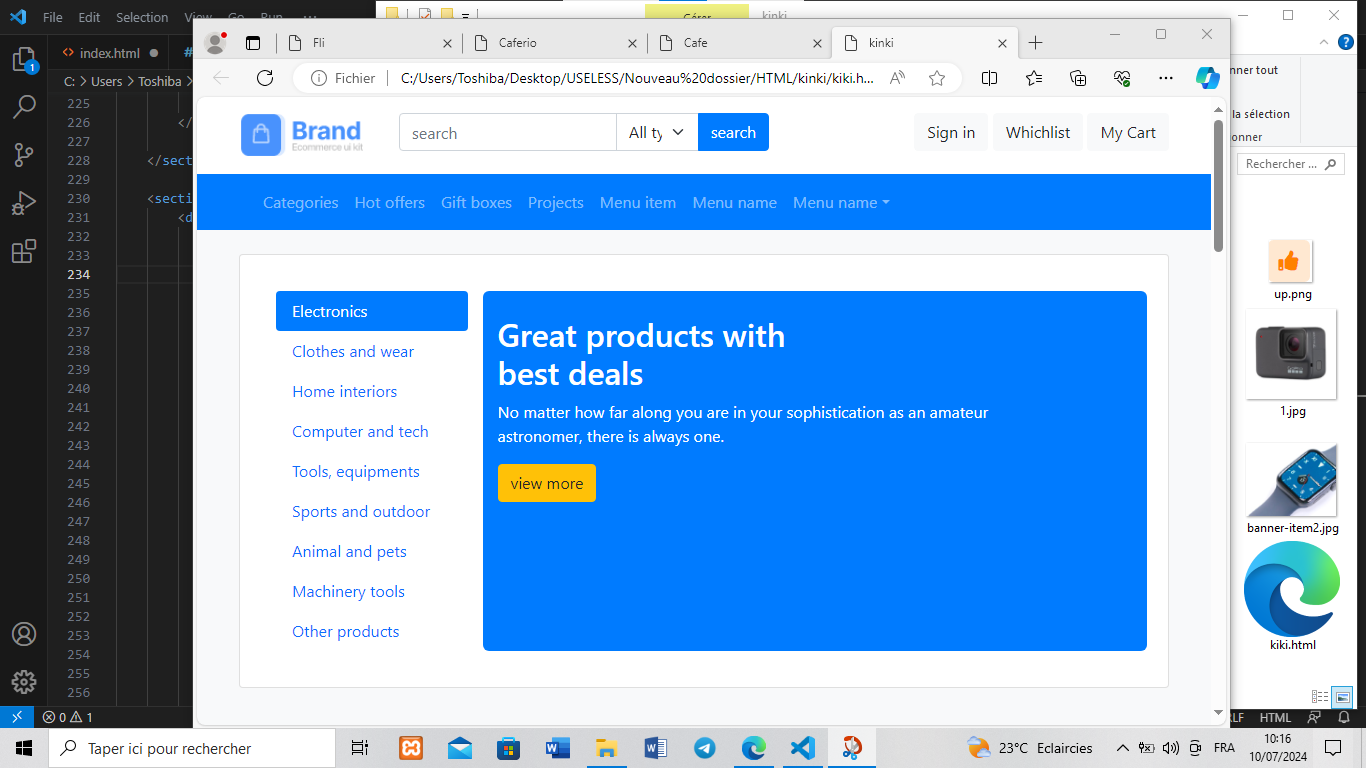 File Edit Selection View Go Run ...
Gérer
kinki
Fli
Caferio
Cafe
kinki
index.html
Fichier
C:/Users/Toshiba/Desktop/USELESS/Nouveau%20dossier/HTML/kinki/kiki.h...
C: > Users > Toshiba >
nner tout
la sélection
onner
Rechercher ...
1
225
226
227
228
229
230
231
232
233
234
235
236
237
238
239
240
241
242
243
244
245
246
247
248
249
250
251
252
253
254
255
256
</
</sect
<secti
<d
Brand
Ecommerce ui kit
search
All ty
search
Sign in
Whichlist
My Cart
Categories Hot offers Gift boxes Projects Menu item Menu name Menu name
Electronics
Clothes and wear
Home interiors
Computer and tech
Tools, equipments
Sports and outdoor
Animal and pets
Machinery tools
Other products
Great products with
best deals
No matter how far along you are in your sophistication as an amateur
astronomer, there is always one.
view more
up.png
1.jpg
banner-item2.jpg
kiki.html
0 1
RLF HTML
Taper ici pour rechercher
23°C Eclaircies
FRA
10:16
10/07/2024